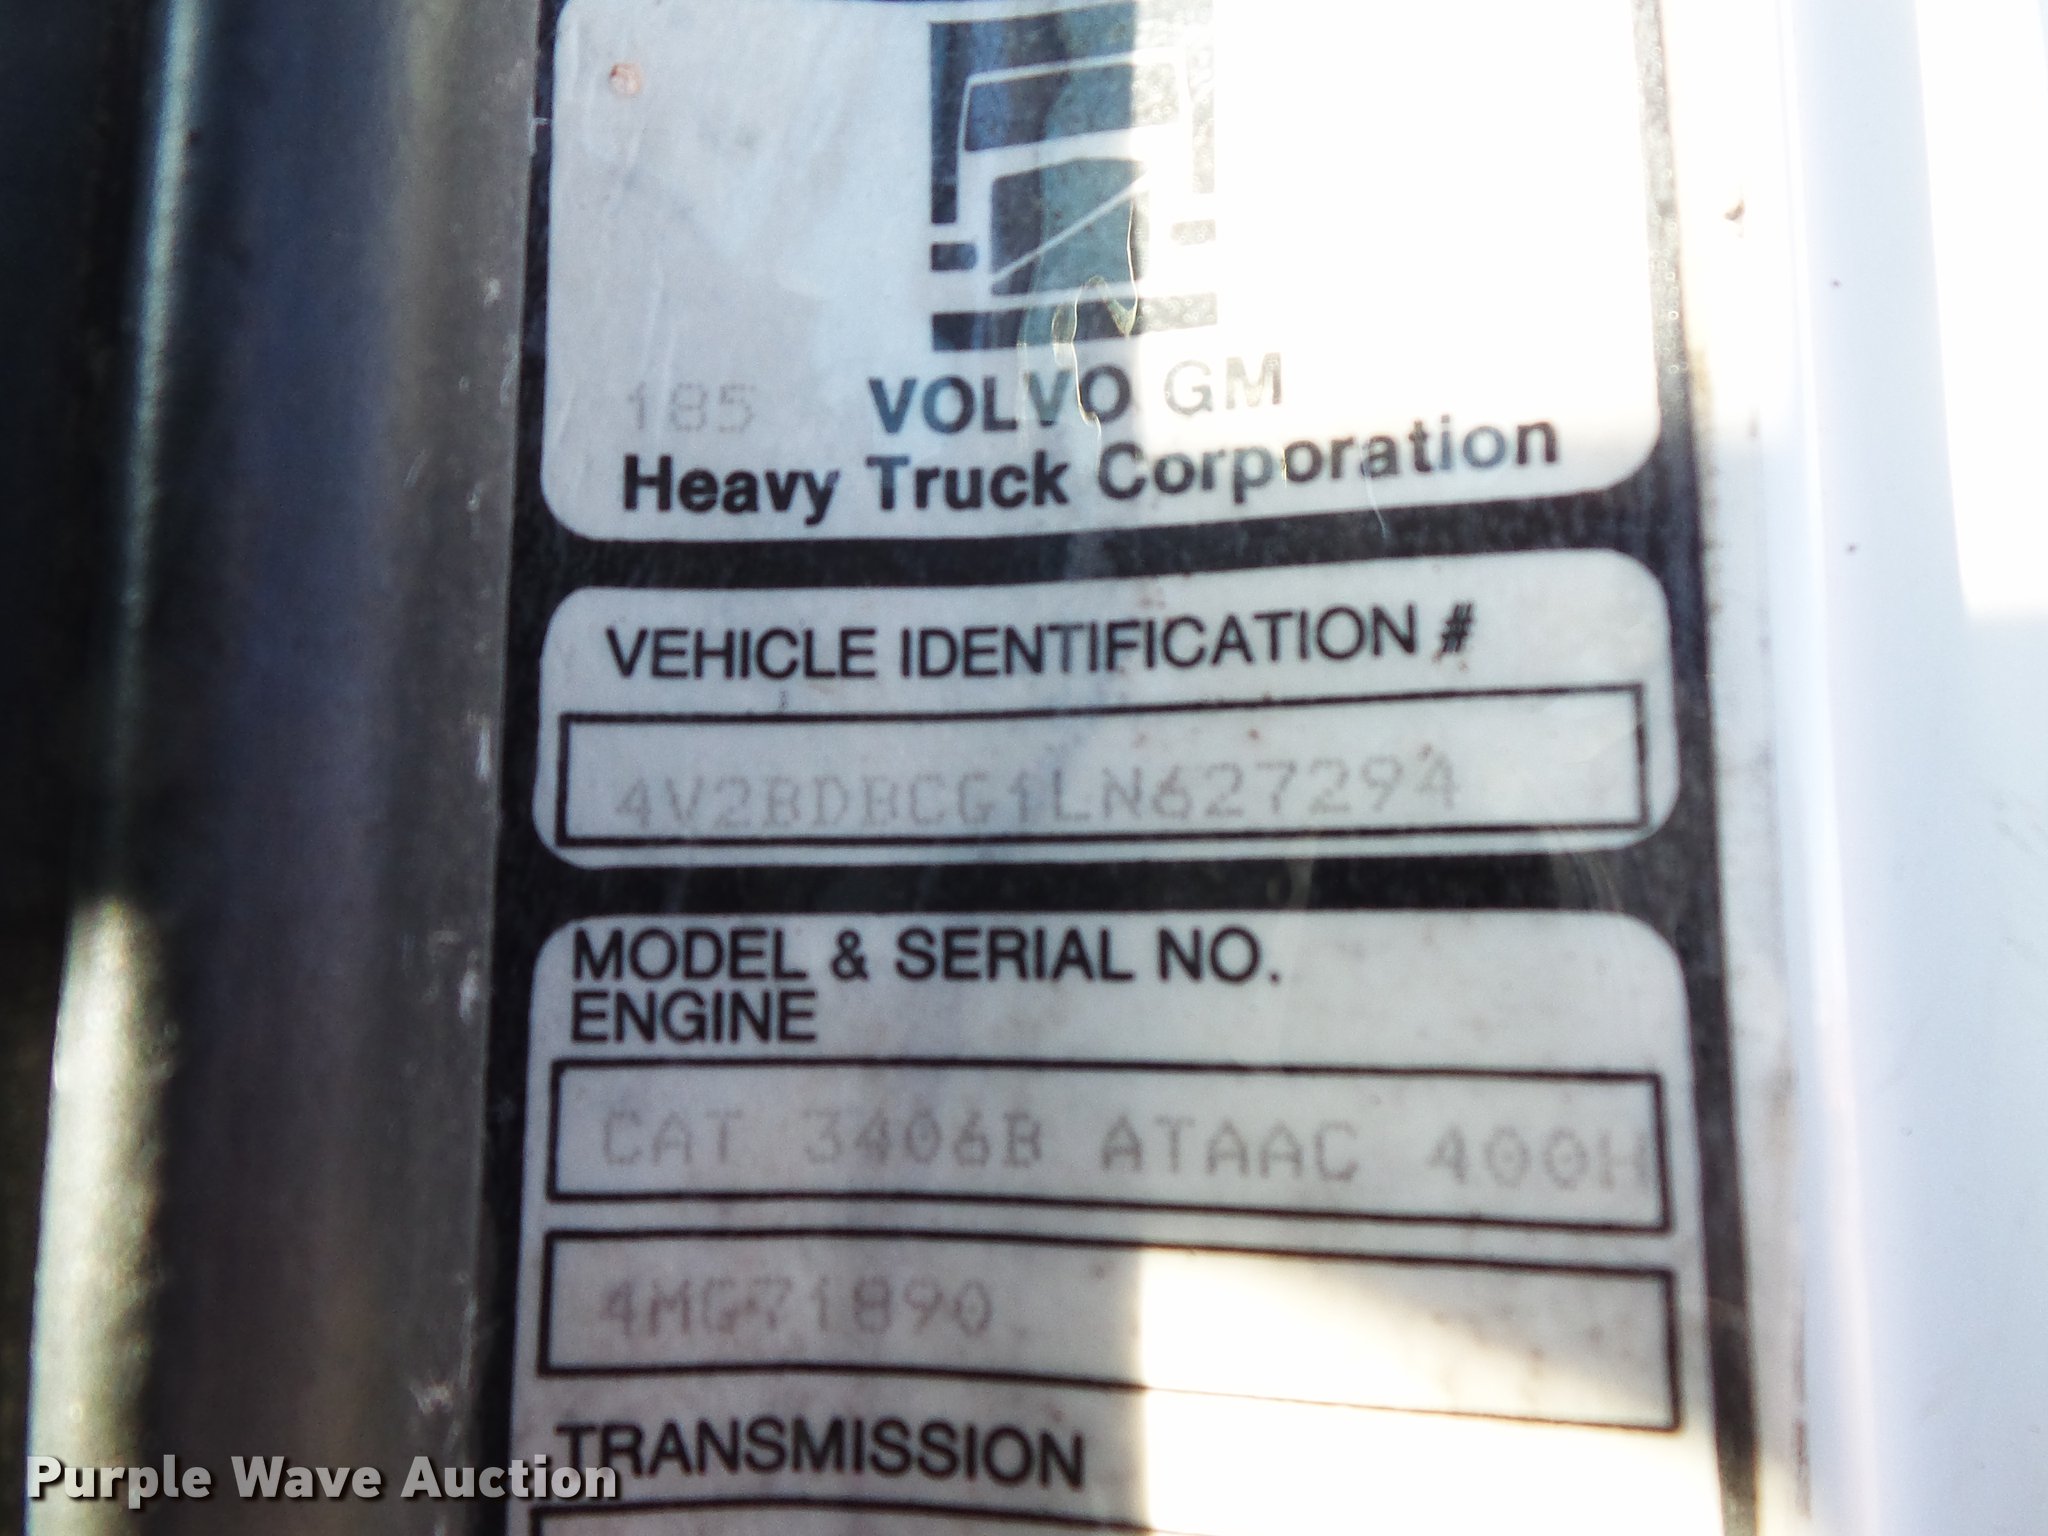 185 VOLVO GM
Heavy Truck Corporation
VEHICLE IDENTIFICATION #
4V2BDBCG1LN627294
MODEL & SERIAL NO.
ENGINE
CAT 3406B ATAAC 400H
4MG71890
TRANSMISSION
Purple Wave Auction